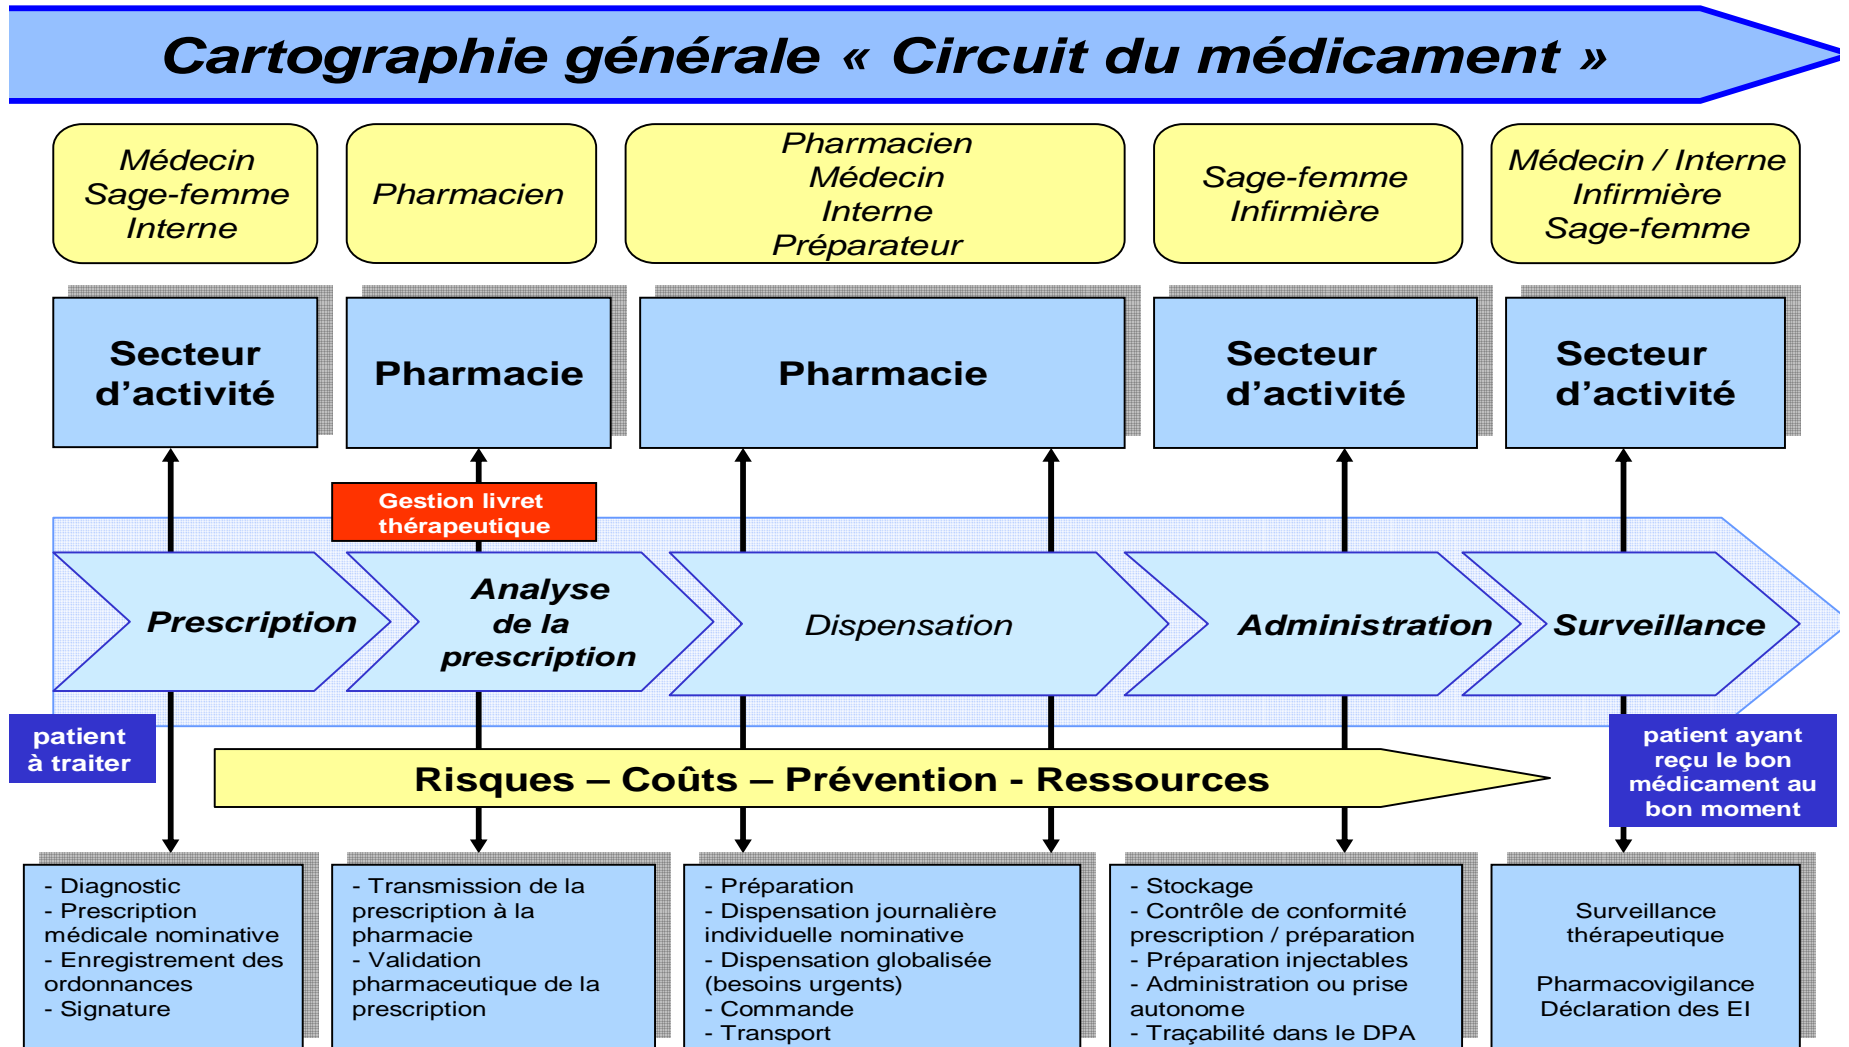 Cartographie générale « Circuit du médicament »
Médecin
Sage-femme
Interne
Pharmacien
Pharmacien
Médecin
Interne
Préparateur
Sage-femme
Infirmière
Médecin / Interne
Infirmière
Sage-femme
Secteur
d’activité
Pharmacie
Pharmacie
Secteur
d’activité
Secteur
d’activité
Gestion livret
thérapeutique
Prescription
Analyse
de la
prescription
Dispensation
Administration
Surveillance
patient
à traiter
Risques – Coûts – Prévention - Ressources
patient ayant
reçu le bon
médicament au
bon moment
- Diagnostic
- Prescription
médicale nominative
- Enregistrement des
ordonnances
- Signature
- Transmission de la
prescription à la
pharmacie
- Validation
pharmaceutique de la
prescription
- Préparation
- Dispensation journalière
individuelle nominative
- Dispensation globalisée
(besoins urgents)
- Commande
- Transport
- Stockage
- Contrôle de conformité
prescription / préparation
- Préparation injectables
- Administration ou prise
autonome
- Traçabilité dans le DPA
Surveillance
thérapeutique
Pharmacovigilance
Déclaration des EI